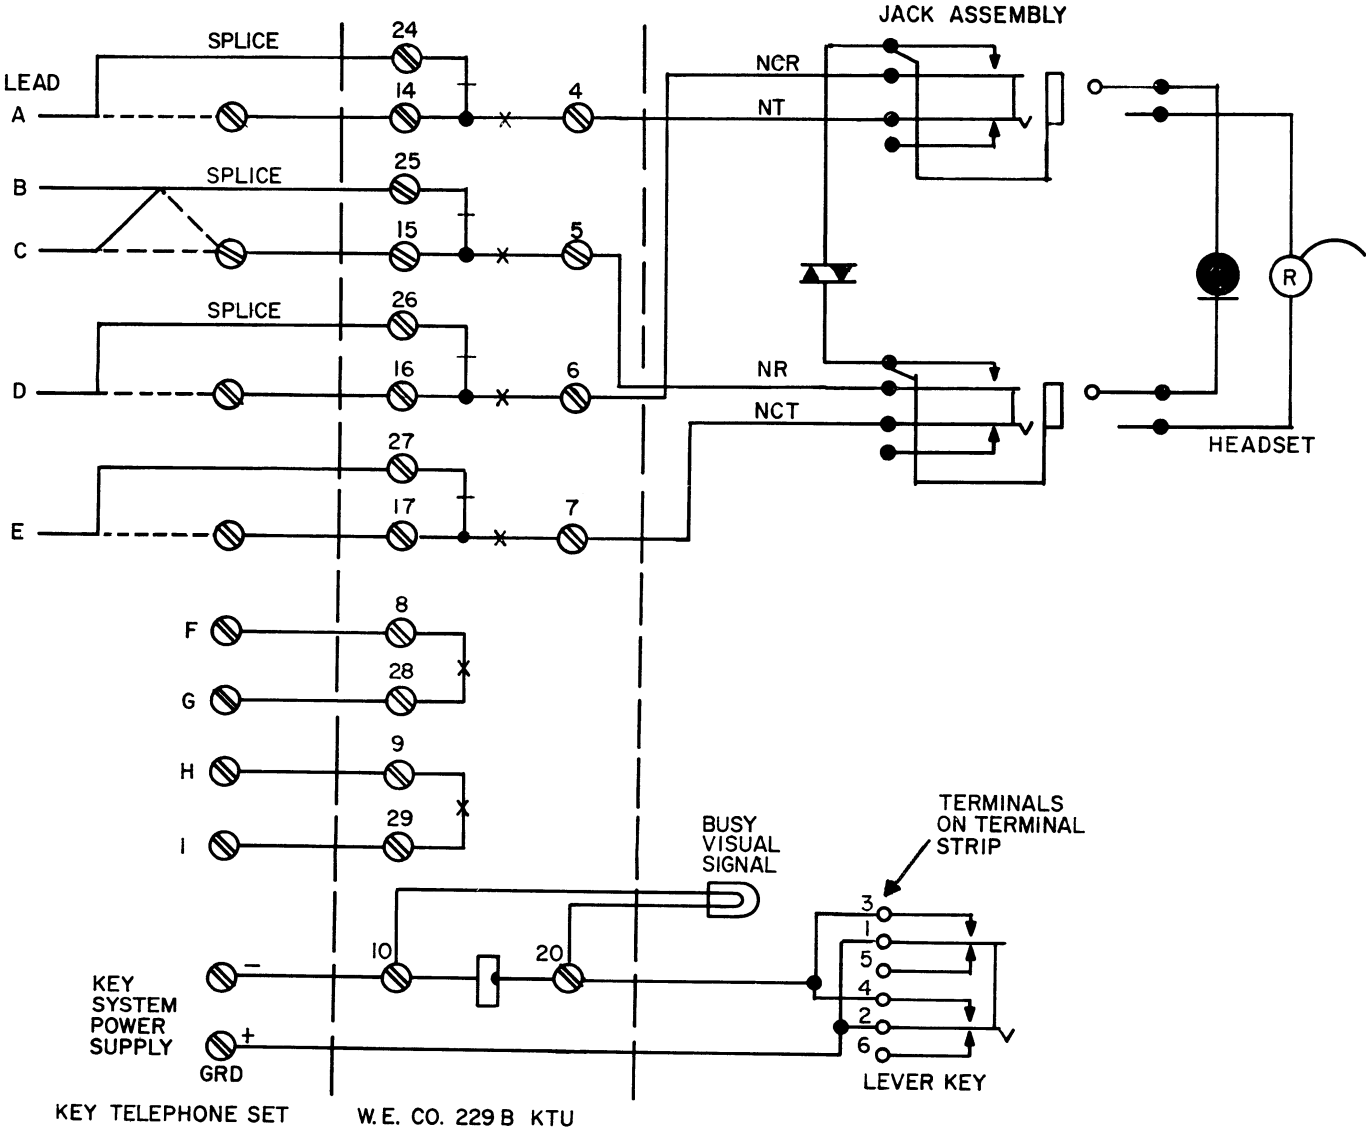 JACK ASSEMBLY
LEAD
SPLICE
24
A
14
4
NCR
NT
B
SPLICE
25
C
15
5
SPLICE
26
D
16
6
NR
NCT
R
HEADSET
27
E
17
7
F
8
G
28
H
9
I
29
BUSY
VISUAL
SIGNAL
TERMINALS
ON TERMINAL
STRIP
3
1
5
4
2
6
LEVER KEY
10
20
−
+
KEY
SYSTEM
POWER
SUPPLY
GRD
KEY TELEPHONE SET
W.E. CO. 229 B KTU